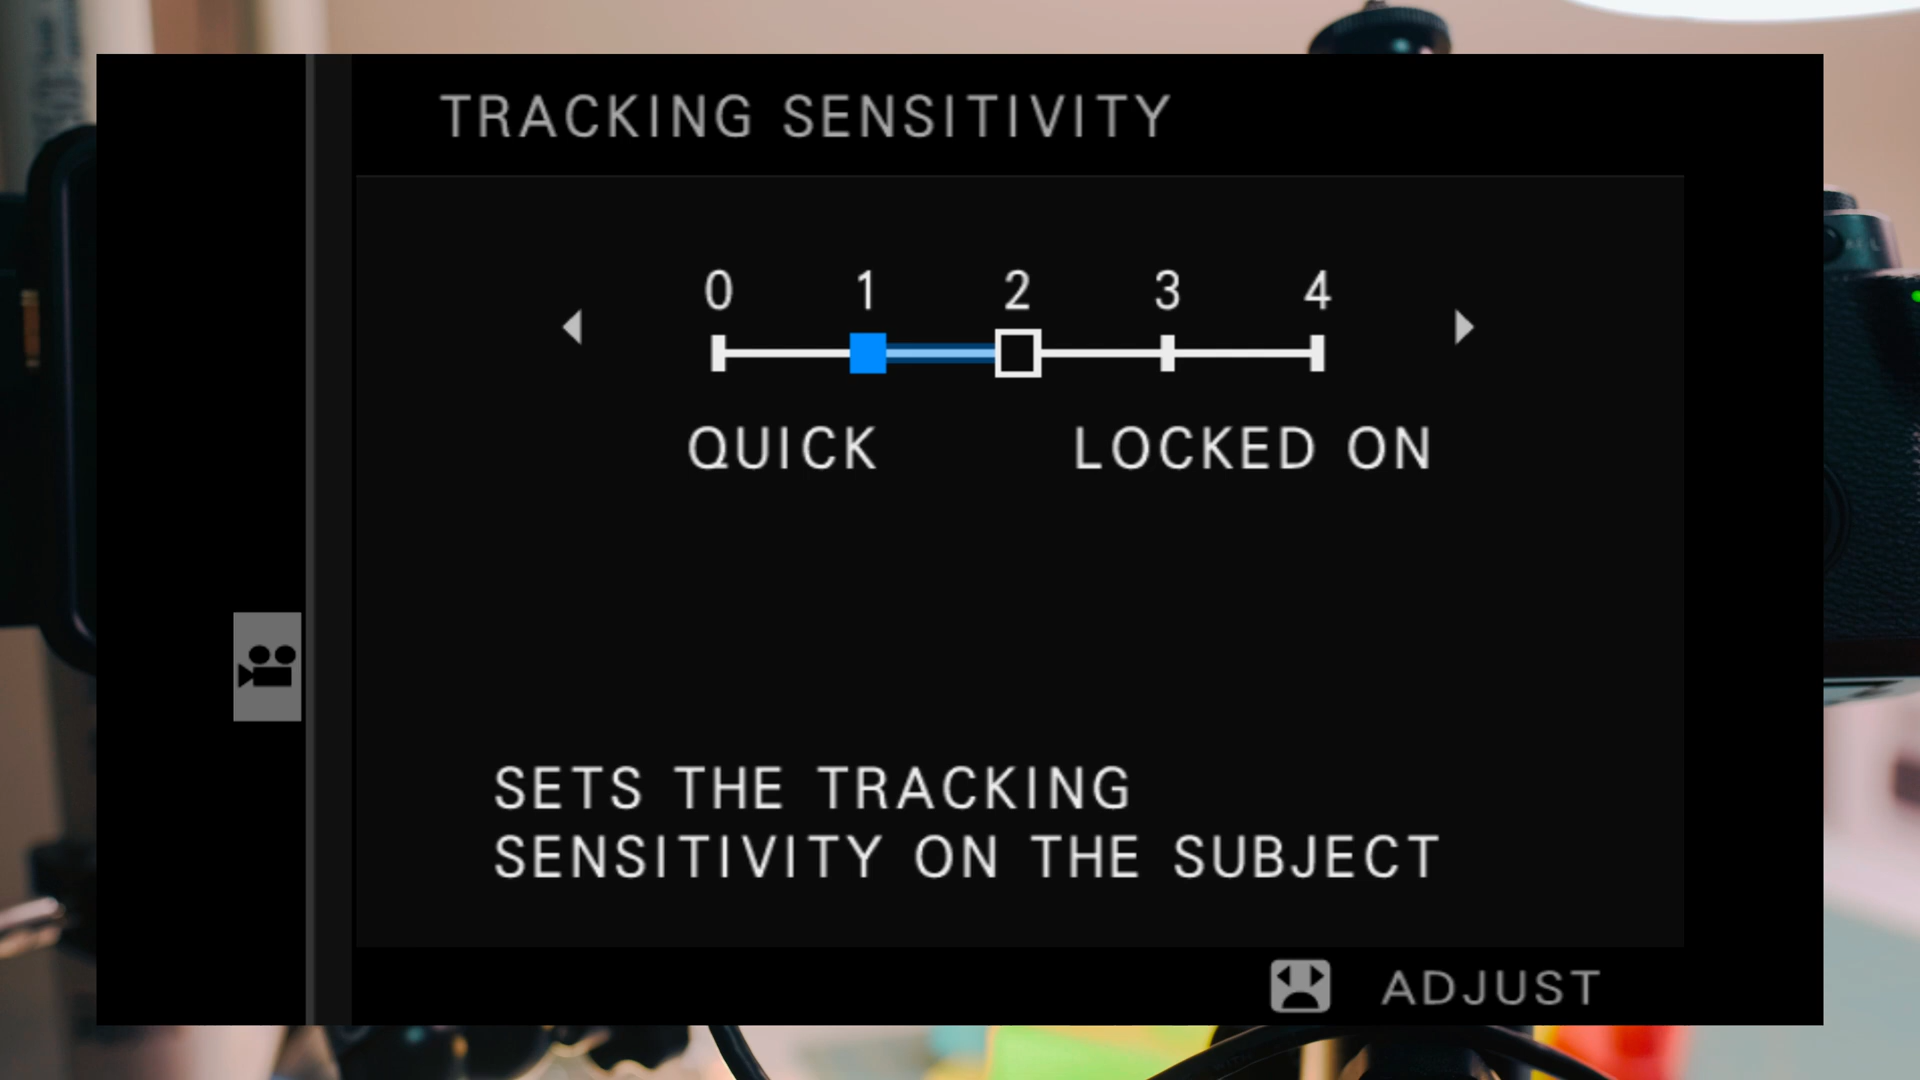 TRACKING SENSITIVITY
0 1 2 3 4
QUICK LOCKED ON
SETS THE TRACKING
SENSITIVITY ON THE SUBJECT
ADJUST